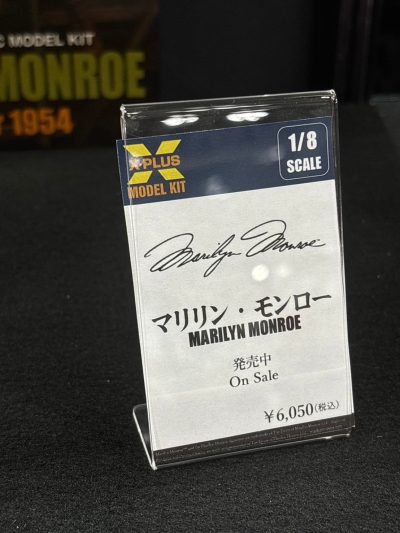 C MODEL KIT
MONROE
1954
X-PLUS
MODEL KIT
1/8
SCALE
Marilyn Monroe
マリリン・モンロー
MARILYN MONROE
発売中
On Sale
¥6,050(税込)